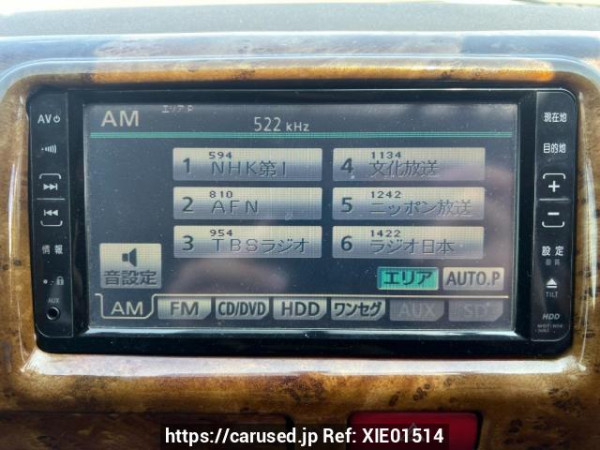 AM エリア P
522 kHz
AV
現在地
目的地
情報
AUX
設定
TILT
HDD
1 594 NHK第1
4 1134 文化放送
2 810 AFN
5 1242 ニッポン放送
3 954 TBSラジオ
6 1422 ラジオ日本
音設定
エリア AUTO.P
AM FM CD/DVD HDD ワンセグ AUX SD
https://carused.jp Ref: XIE01514